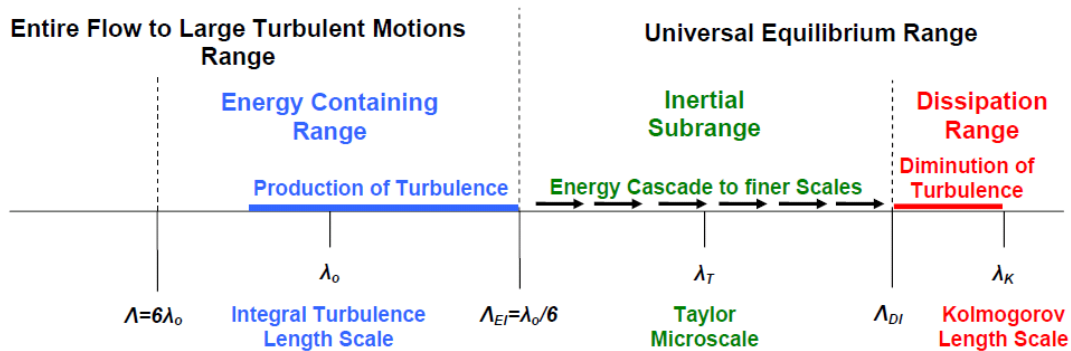 Entire Flow to Large Turbulent Motions
Range
Universal Equilibrium Range
Energy Containing
Range
Inertial
Subrange
Dissipation
Range
Production of Turbulence
Energy Cascade to finer Scales
Diminution of
Turbulence
Λ=6λo
λo
Integral Turbulence
Length Scale
ΛEI=λo/6
λT
Taylor
Microscale
ΛDI
λK
Kolmogorov
Length Scale